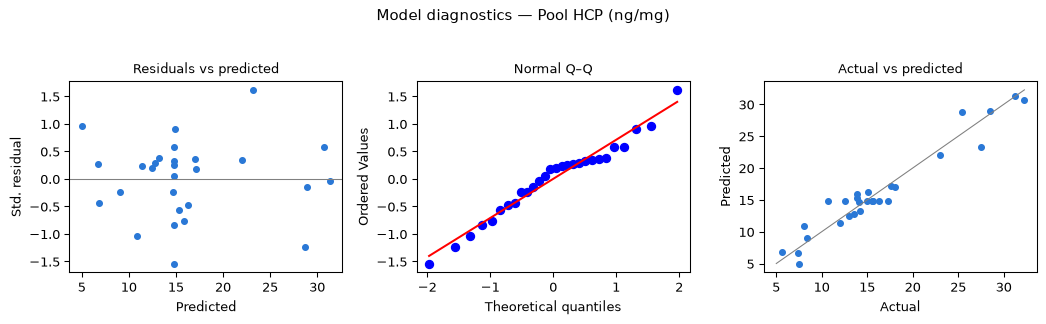 Model diagnostics — Pool HCP (ng/mg)
Residuals vs predicted
Std. residual
1.5
1.0
0.5
0.0
−0.5
−1.0
−1.5
5 10 15 20 25 30
Predicted
Normal Q–Q
Ordered Values
1.5
1.0
0.5
0.0
−0.5
−1.0
−1.5
−2 −1 0 1 2
Theoretical quantiles
Actual vs predicted
Predicted
30
25
20
15
10
5
5 10 15 20 25 30
Actual